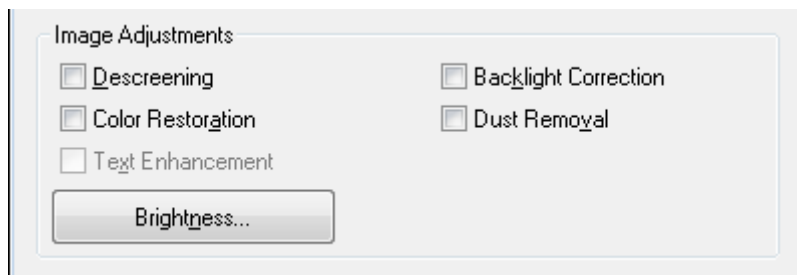 Image Adjustments
Descreening
Backlight Correction
Color Restoration
Dust Removal
Text Enhancement
Brightness...